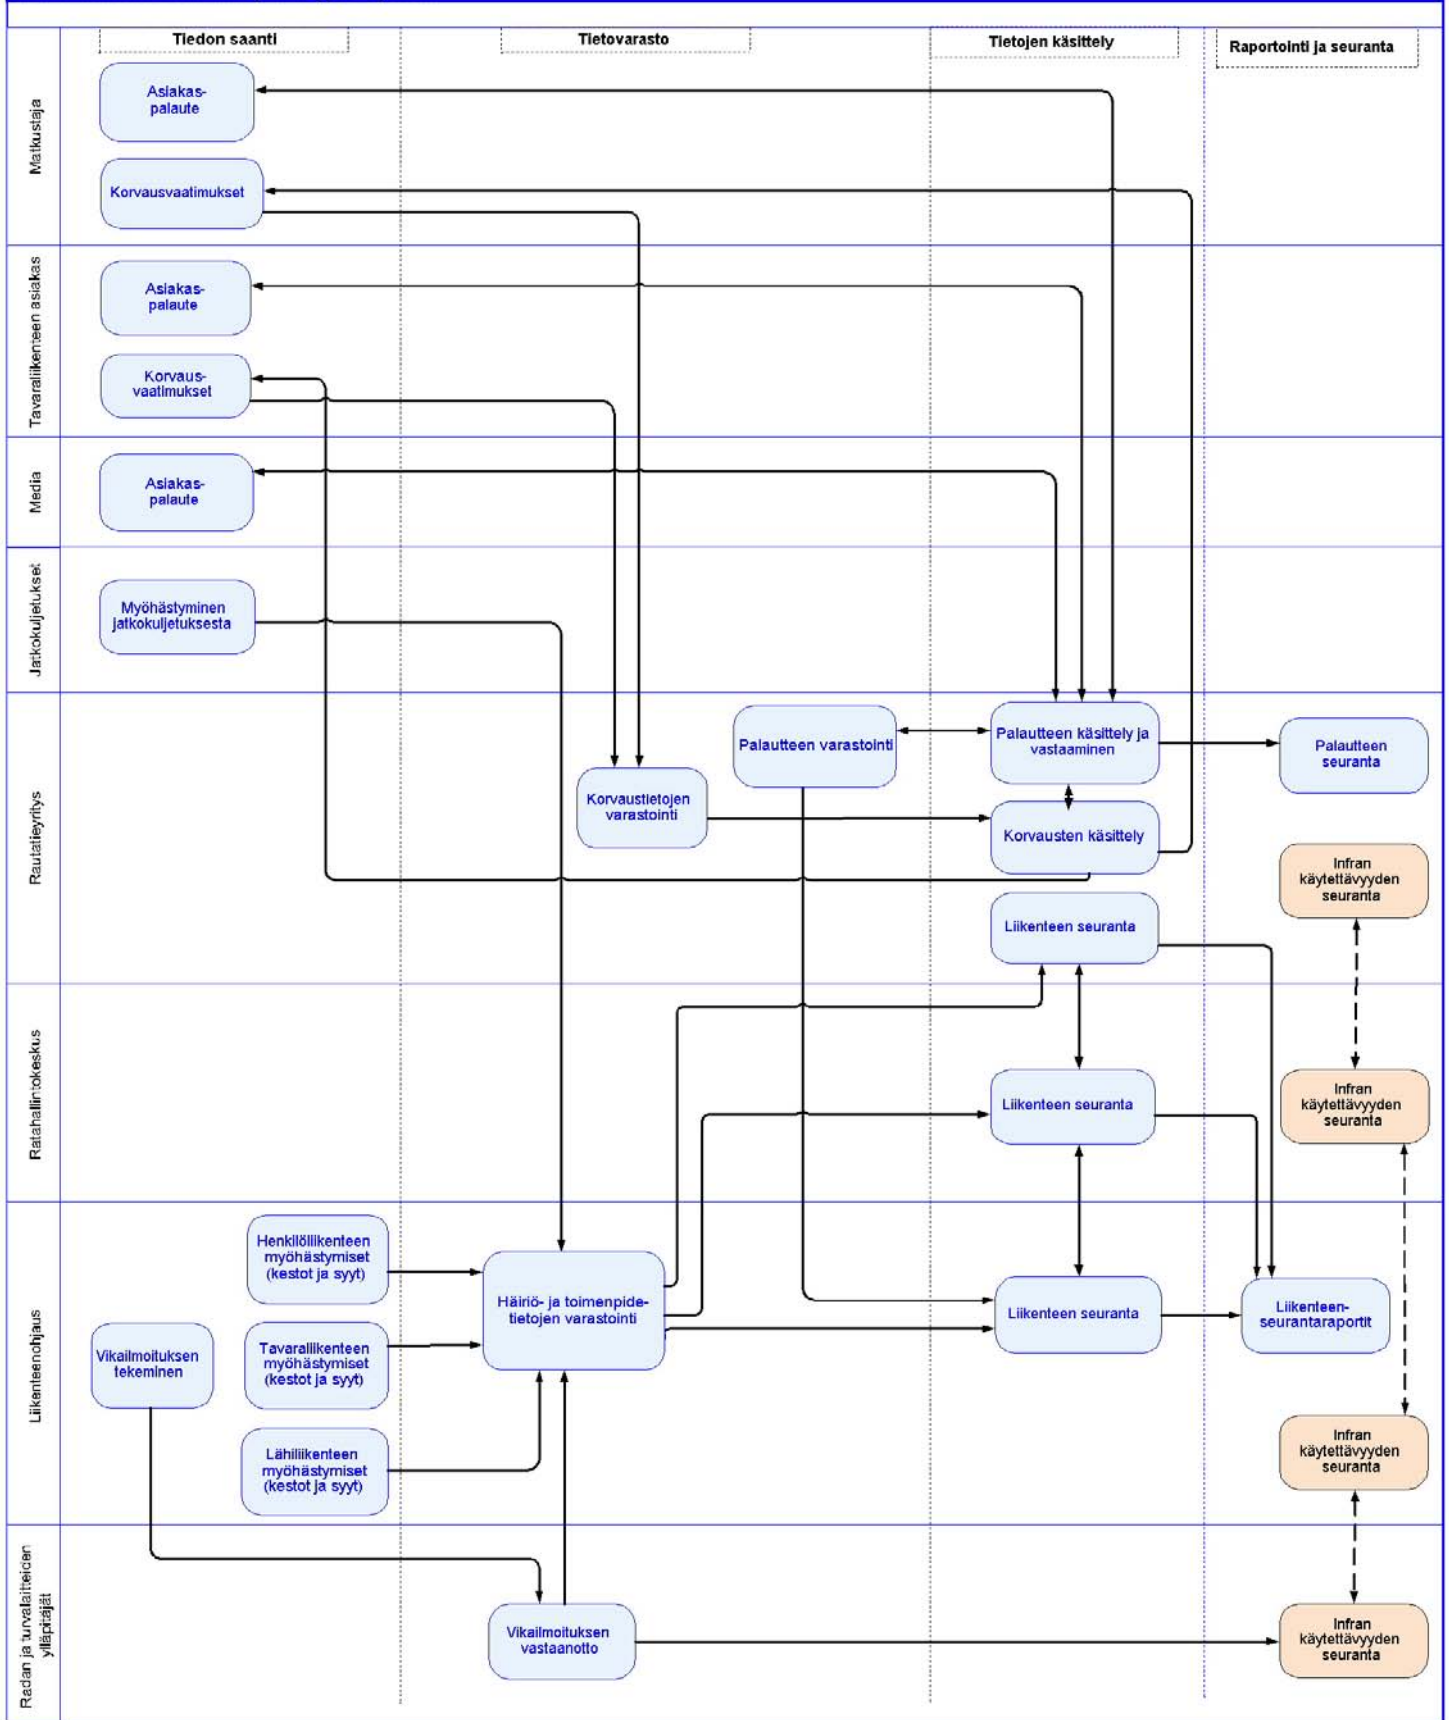 Tiedon saanti
Tietovarasto
Tietojen käsittely
Raportointi ja seuranta
Matkustaja
Asiakas-
palaute
Korvausvaatimukset
Tavaraliikenteen asiakas
Asiakas-
palaute
Korvaus-
vaatimukset
Media
Asiakas-
palaute
Jatkokuljetukset
Myöhästyminen
jatkokuljetuksesta
Rautatieyritys
Palautteen varastointi
Palautteen käsittely ja
vastaaminen
Palautteen
seuranta
Korvaustietojen
varastointi
Korvausten käsittely
Infran
käytettävyyden
seuranta
Liikenteen seuranta
Ratahallintokeskus
Liikenteen seuranta
Infran
käytettävyyden
seuranta
Liikenteenohjaus
Henkilöliikenteen
myöhästymiset
(kestot ja syyt)
Häiriö- ja toimenpide-
tietojen varastointi
Liikenteen seuranta
Liikenteen-
seurantaraportit
Vikailmoituksen
tekeminen
Tavaraliikenteen
myöhästymiset
(kestot ja syyt)
Lähiliikenteen
myöhästymiset
(kestot ja syyt)
Infran
käytettävyyden
seuranta
Radan ja turvalaitteiden
ylläpitäjät
Vikailmoituksen
vastaanotto
Infran
käytettävyyden
seuranta